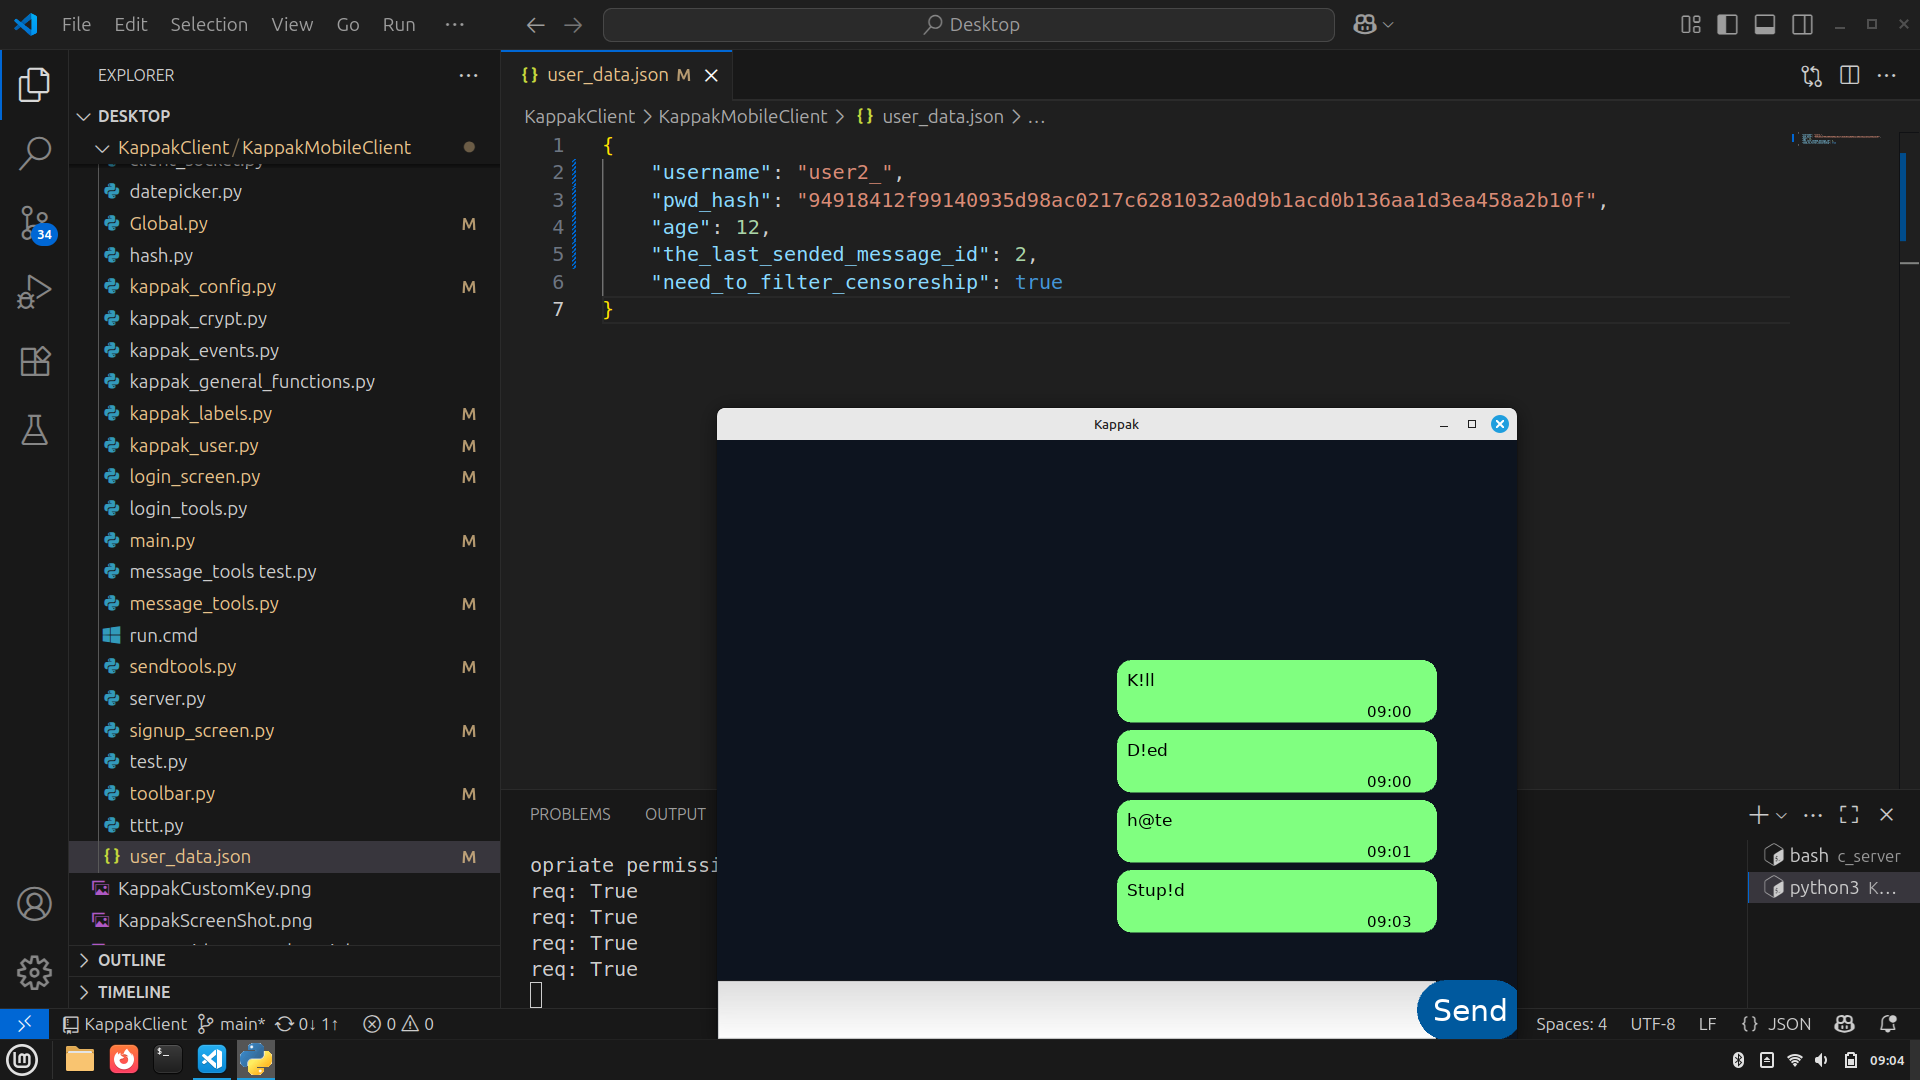 File Edit Selection View Go Run ···
Desktop
EXPLORER
DESKTOP
KappakClient / KappakMobileClient
client_socket.py
datepicker.py
Global.py M
hash.py
kappak_config.py M
kappak_crypt.py
kappak_events.py
kappak_general_functions.py
kappak_labels.py M
kappak_user.py M
login_screen.py M
login_tools.py
main.py M
message_tools test.py
message_tools.py M
run.cmd
sendtools.py M
server.py
signup_screen.py M
test.py
toolbar.py M
tttt.py
{} user_data.json M
KappakCustomKey.png
KappakScreenShot.png
OUTLINE
TIMELINE
34
{} user_data.json M
KappakClient > KappakMobileClient > {} user_data.json > ...
1 {
2 "username": "user2_",
3 "pwd_hash": "94918412f99140935d98ac0217c6281032a0d9b1acd0b136aa1d3ea458a2b10f",
4 "age": 12,
5 "the_last_sended_message_id": 2,
6 "need_to_filter_censoreship": true
7 }
Kappak
K!ll
09:00
D!ed
09:00
h@te
09:01
Stup!d
09:03
Send
PROBLEMS OUTPUT
opriate permissi
req: True
req: True
req: True
req: True
bash c_server
python3 K...
KappakClient main* 0↓ 1↑ 0 0
Spaces: 4 UTF-8 LF {} JSON
09:04